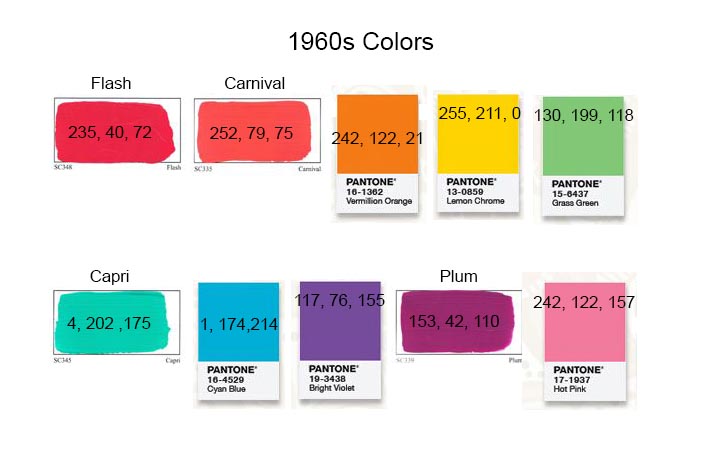 1960s Colors
Flash
Carnival
235, 40, 72
252, 79, 75
242, 122, 21
255, 211, 0
130, 199, 118
SC348
Flash
SC335
Carnival
PANTONE®
16-1362
Vermillion Orange
PANTONE®
13-0859
Lemon Chrome
PANTONE®
15-6437
Grass Green
Capri
Plum
4, 202 ,175
1, 174,214
117, 76, 155
153, 42, 110
242, 122, 157
SC345
Capri
PANTONE®
16-4529
Cyan Blue
PANTONE®
19-3438
Bright Violet
SC339
Plum
PANTONE®
17-1937
Hot Pink